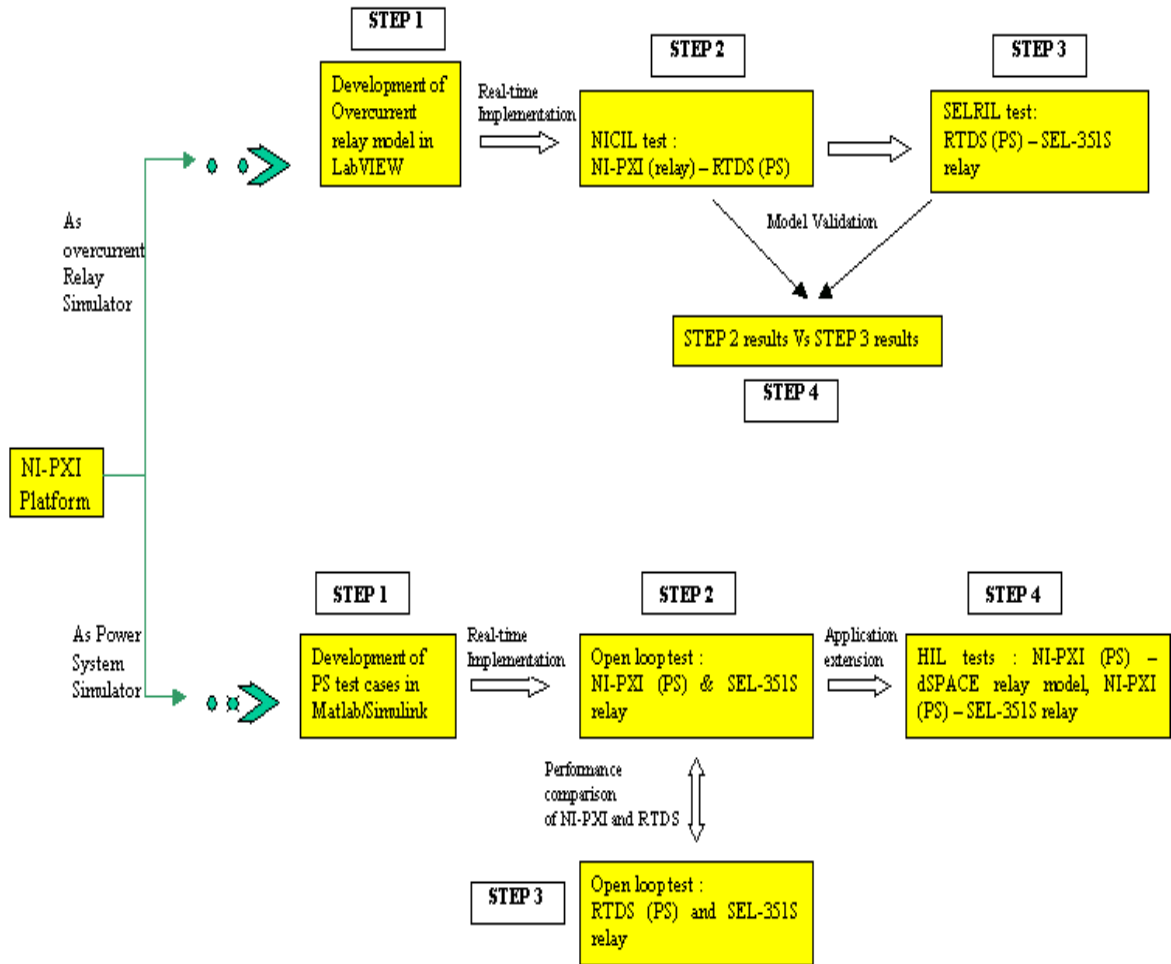 STEP 1
Development of
Overcurrent
relay model in
LabVIEW
Real-time
Implementation
STEP 2
NICIL test :
NI-PXI (relay) – RTDS (PS)
STEP 3
SELRIL test:
RTDS (PS) – SEL-351S
relay
Model Validation
STEP 2 results Vs STEP 3 results
STEP 4
As
overcurrent
Relay
Simulator
NI-PXI
Platform
As Power
System
Simulator
STEP 1
Development of
PS test cases in
Matlab/Simulink
Real-time
Implementation
STEP 2
Open loop test :
NI-PXI (PS) & SEL-351S
relay
Application
extension
STEP 4
HIL tests : NI-PXI (PS) –
dSPACE relay model, NI-PXI
(PS) – SEL-351S relay
Performance
comparison
of NI-PXI and RTDS
STEP 3
Open loop test :
RTDS (PS) and SEL-351S
relay